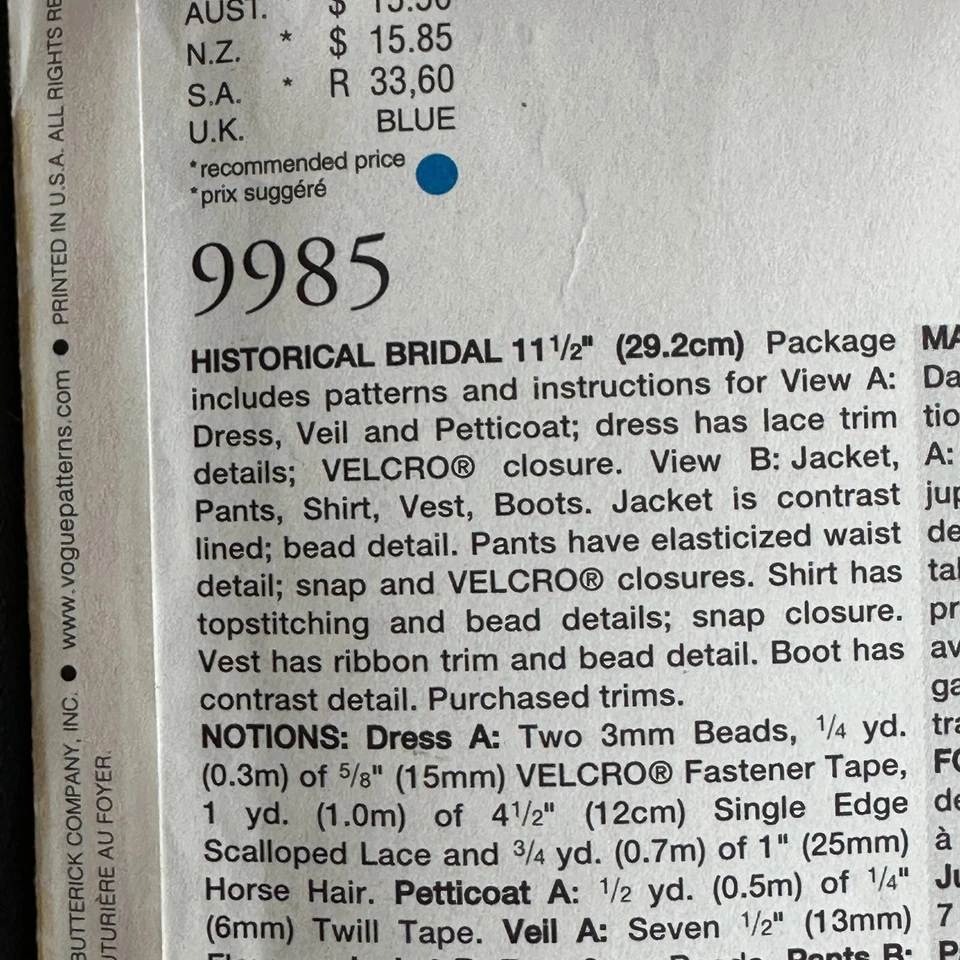 AUST. $
N.Z. * $ 15.85
S.A. * R 33,60
U.K. BLUE
*recommended price
*prix suggéré
9985
HISTORICAL BRIDAL 11 1/2" (29.2cm) Package
includes patterns and instructions for View A:
Dress, Veil and Petticoat; dress has lace trim
details; VELCRO® closure. View B: Jacket,
Pants, Shirt, Vest, Boots. Jacket is contrast
lined; bead detail. Pants have elasticized waist
detail; snap and VELCRO® closures. Shirt has
topstitching and bead details; snap closure.
Vest has ribbon trim and bead detail. Boot has
contrast detail. Purchased trims.
NOTIONS: Dress A: Two 3mm Beads, 1/4 yd.
(0.3m) of 5/8" (15mm) VELCRO® Fastener Tape,
1 yd. (1.0m) of 4 1/2" (12cm) Single Edge
Scalloped Lace and 3/4 yd. (0.7m) of 1" (25mm)
Horse Hair. Petticoat A: 1/2 yd. (0.5m) of 1/4"
(6mm) Twill Tape. Veil A: Seven 1/2" (13mm)
Pants B:
A:
à
7
BUTTERICK COMPANY, INC. ● www.voguepatterns.com ● PRINTED IN U.S.A. ALL RIGHTS
AU FOYER.